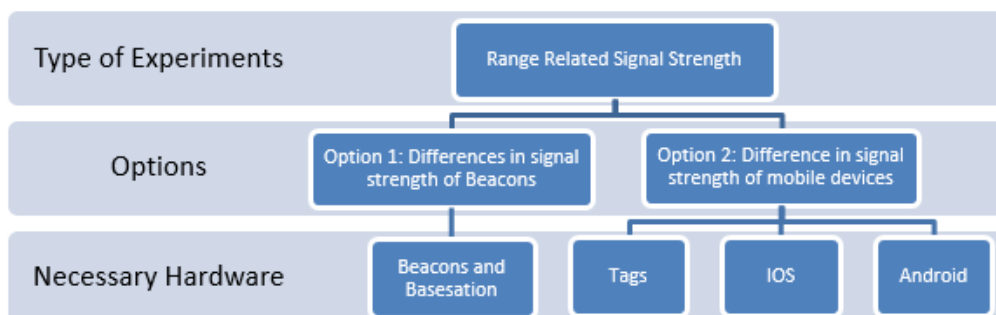 Type of Experiments
Range Related Signal Strength
Options
Option 1: Differences in signal
strength of Beacons
Option 2: Difference in signal
strength of mobile devices
Necessary Hardware
Beacons and
Basesation
Tags
IOS
Android